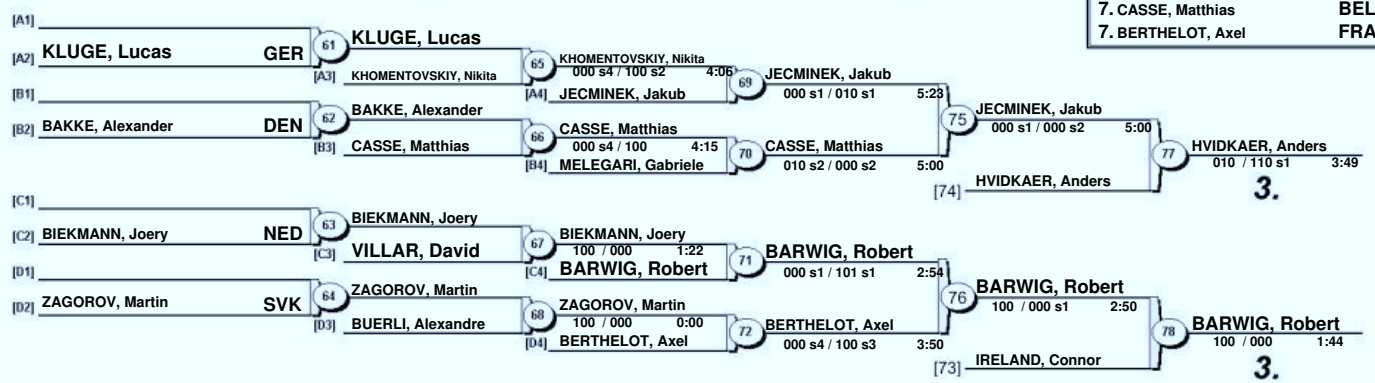 7. CASSE, Matthias BEL
7. BERTHELOT, Axel FRA
[A1]
[A2] KLUGE, Lucas GER
61 KLUGE, Lucas
[A3] KHOMENTOVSKIY, Nikita
65 KHOMENTOVSKIY, Nikita
000 s4 / 100 s2 4:06
[A4] JECMINEK, Jakub
69 JECMINEK, Jakub
000 s1 / 010 s1 5:23
[B1]
[B2] BAKKE, Alexander DEN
62 BAKKE, Alexander
[B3] CASSE, Matthias
66 CASSE, Matthias
000 s4 / 100 4:15
[B4] MELEGARI, Gabriele
70 CASSE, Matthias
010 s2 / 000 s2 5:00
75 JECMINEK, Jakub
000 s1 / 000 s2 5:00
[74] HVIDKAER, Anders
77 HVIDKAER, Anders
010 / 110 s1 3:49
3.
[C1]
[C2] BIEKMANN, Joery NED
63 BIEKMANN, Joery
[C3] VILLAR, David
67 BIEKMANN, Joery
100 / 000 1:22
[C4] BARWIG, Robert
71 BARWIG, Robert
000 s1 / 101 s1 2:54
[D1]
[D2] ZAGOROV, Martin SVK
64 ZAGOROV, Martin
[D3] BUERLI, Alexandre
68 ZAGOROV, Martin
100 / 000 0:00
[D4] BERTHELOT, Axel
72 BERTHELOT, Axel
000 s4 / 100 s3 3:50
76 BARWIG, Robert
100 / 000 s1 2:50
[73] IRELAND, Connor
78 BARWIG, Robert
100 / 000 1:44
3.